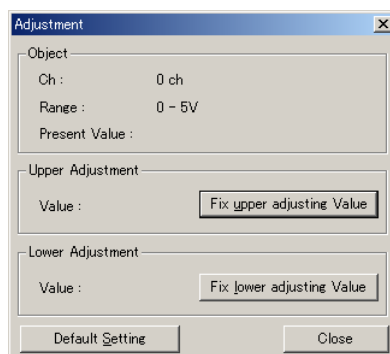 Adjustment
Object
Ch : 0 ch
Range : 0 - 5V
Present Value :
Upper Adjustment
Value : Fix upper adjusting Value
Lower Adjustment
Value : Fix lower adjusting Value
Default Setting Close